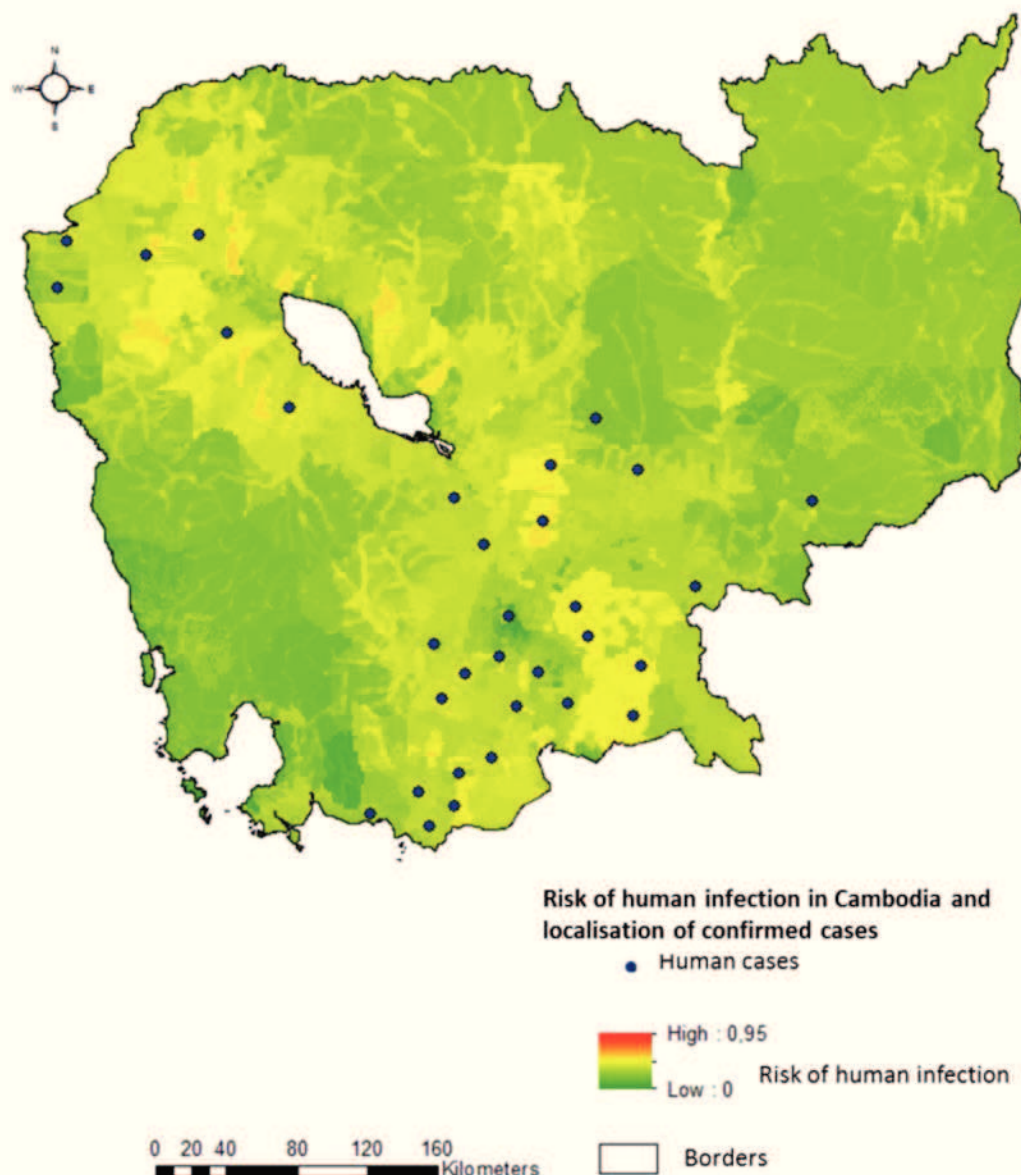 N
W E
S
Risk of human infection in Cambodia and
localisation of confirmed cases
Human cases
High : 0,95
Risk of human infection
Low : 0
0 20 40 80 120 160
Kilometers
Borders